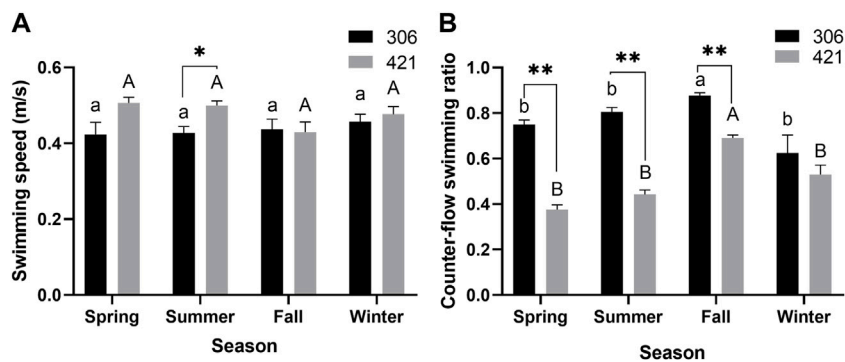 A
306
421
*
Swimming speed (m/s)
0.6
0.4
0.2
0.0
a A a A a A a A
Spring Summer Fall Winter
Season
B
306
421
** ** **
Counter-flow swimming ratio
1.0
0.8
0.6
0.4
0.2
0.0
b B b B a A b B
Spring Summer Fall Winter
Season